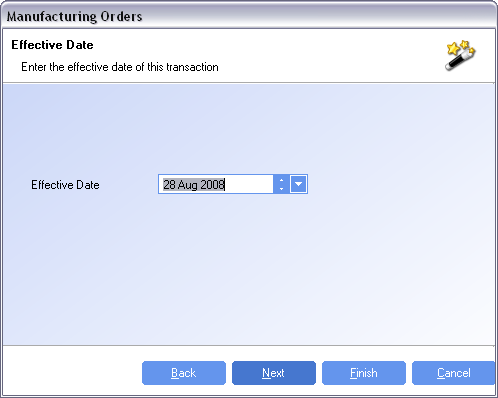 Manufacturing Orders
Effective Date
Enter the effective date of this transaction
Effective Date 28 Aug 2008
Back Next Finish Cancel